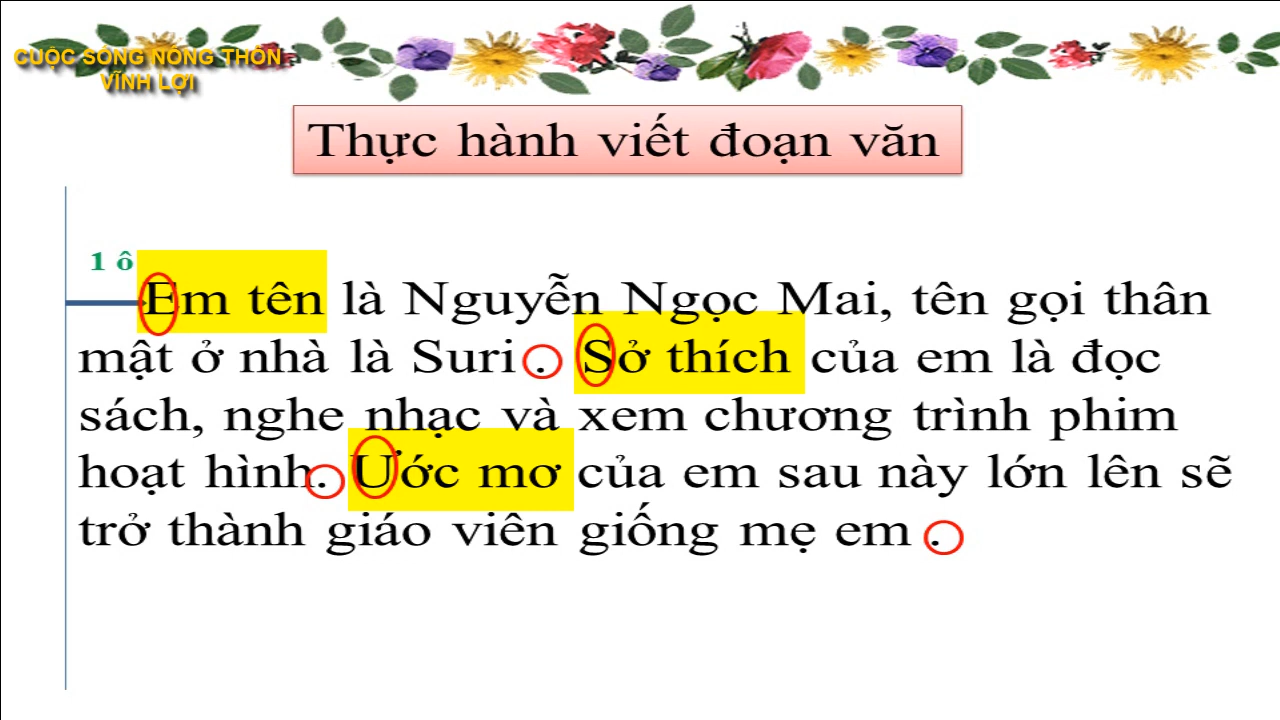 CUỘC SỐNG NÔNG THÔN
VĨNH LỢI
Thực hành viết đoạn văn
1 ô
Em tên là Nguyễn Ngọc Mai, tên gọi thân
mật ở nhà là Suri . Sở thích của em là đọc
sách, nghe nhạc và xem chương trình phim
hoạt hình. Ước mơ của em sau này lớn lên sẽ
trở thành giáo viên giống mẹ em .